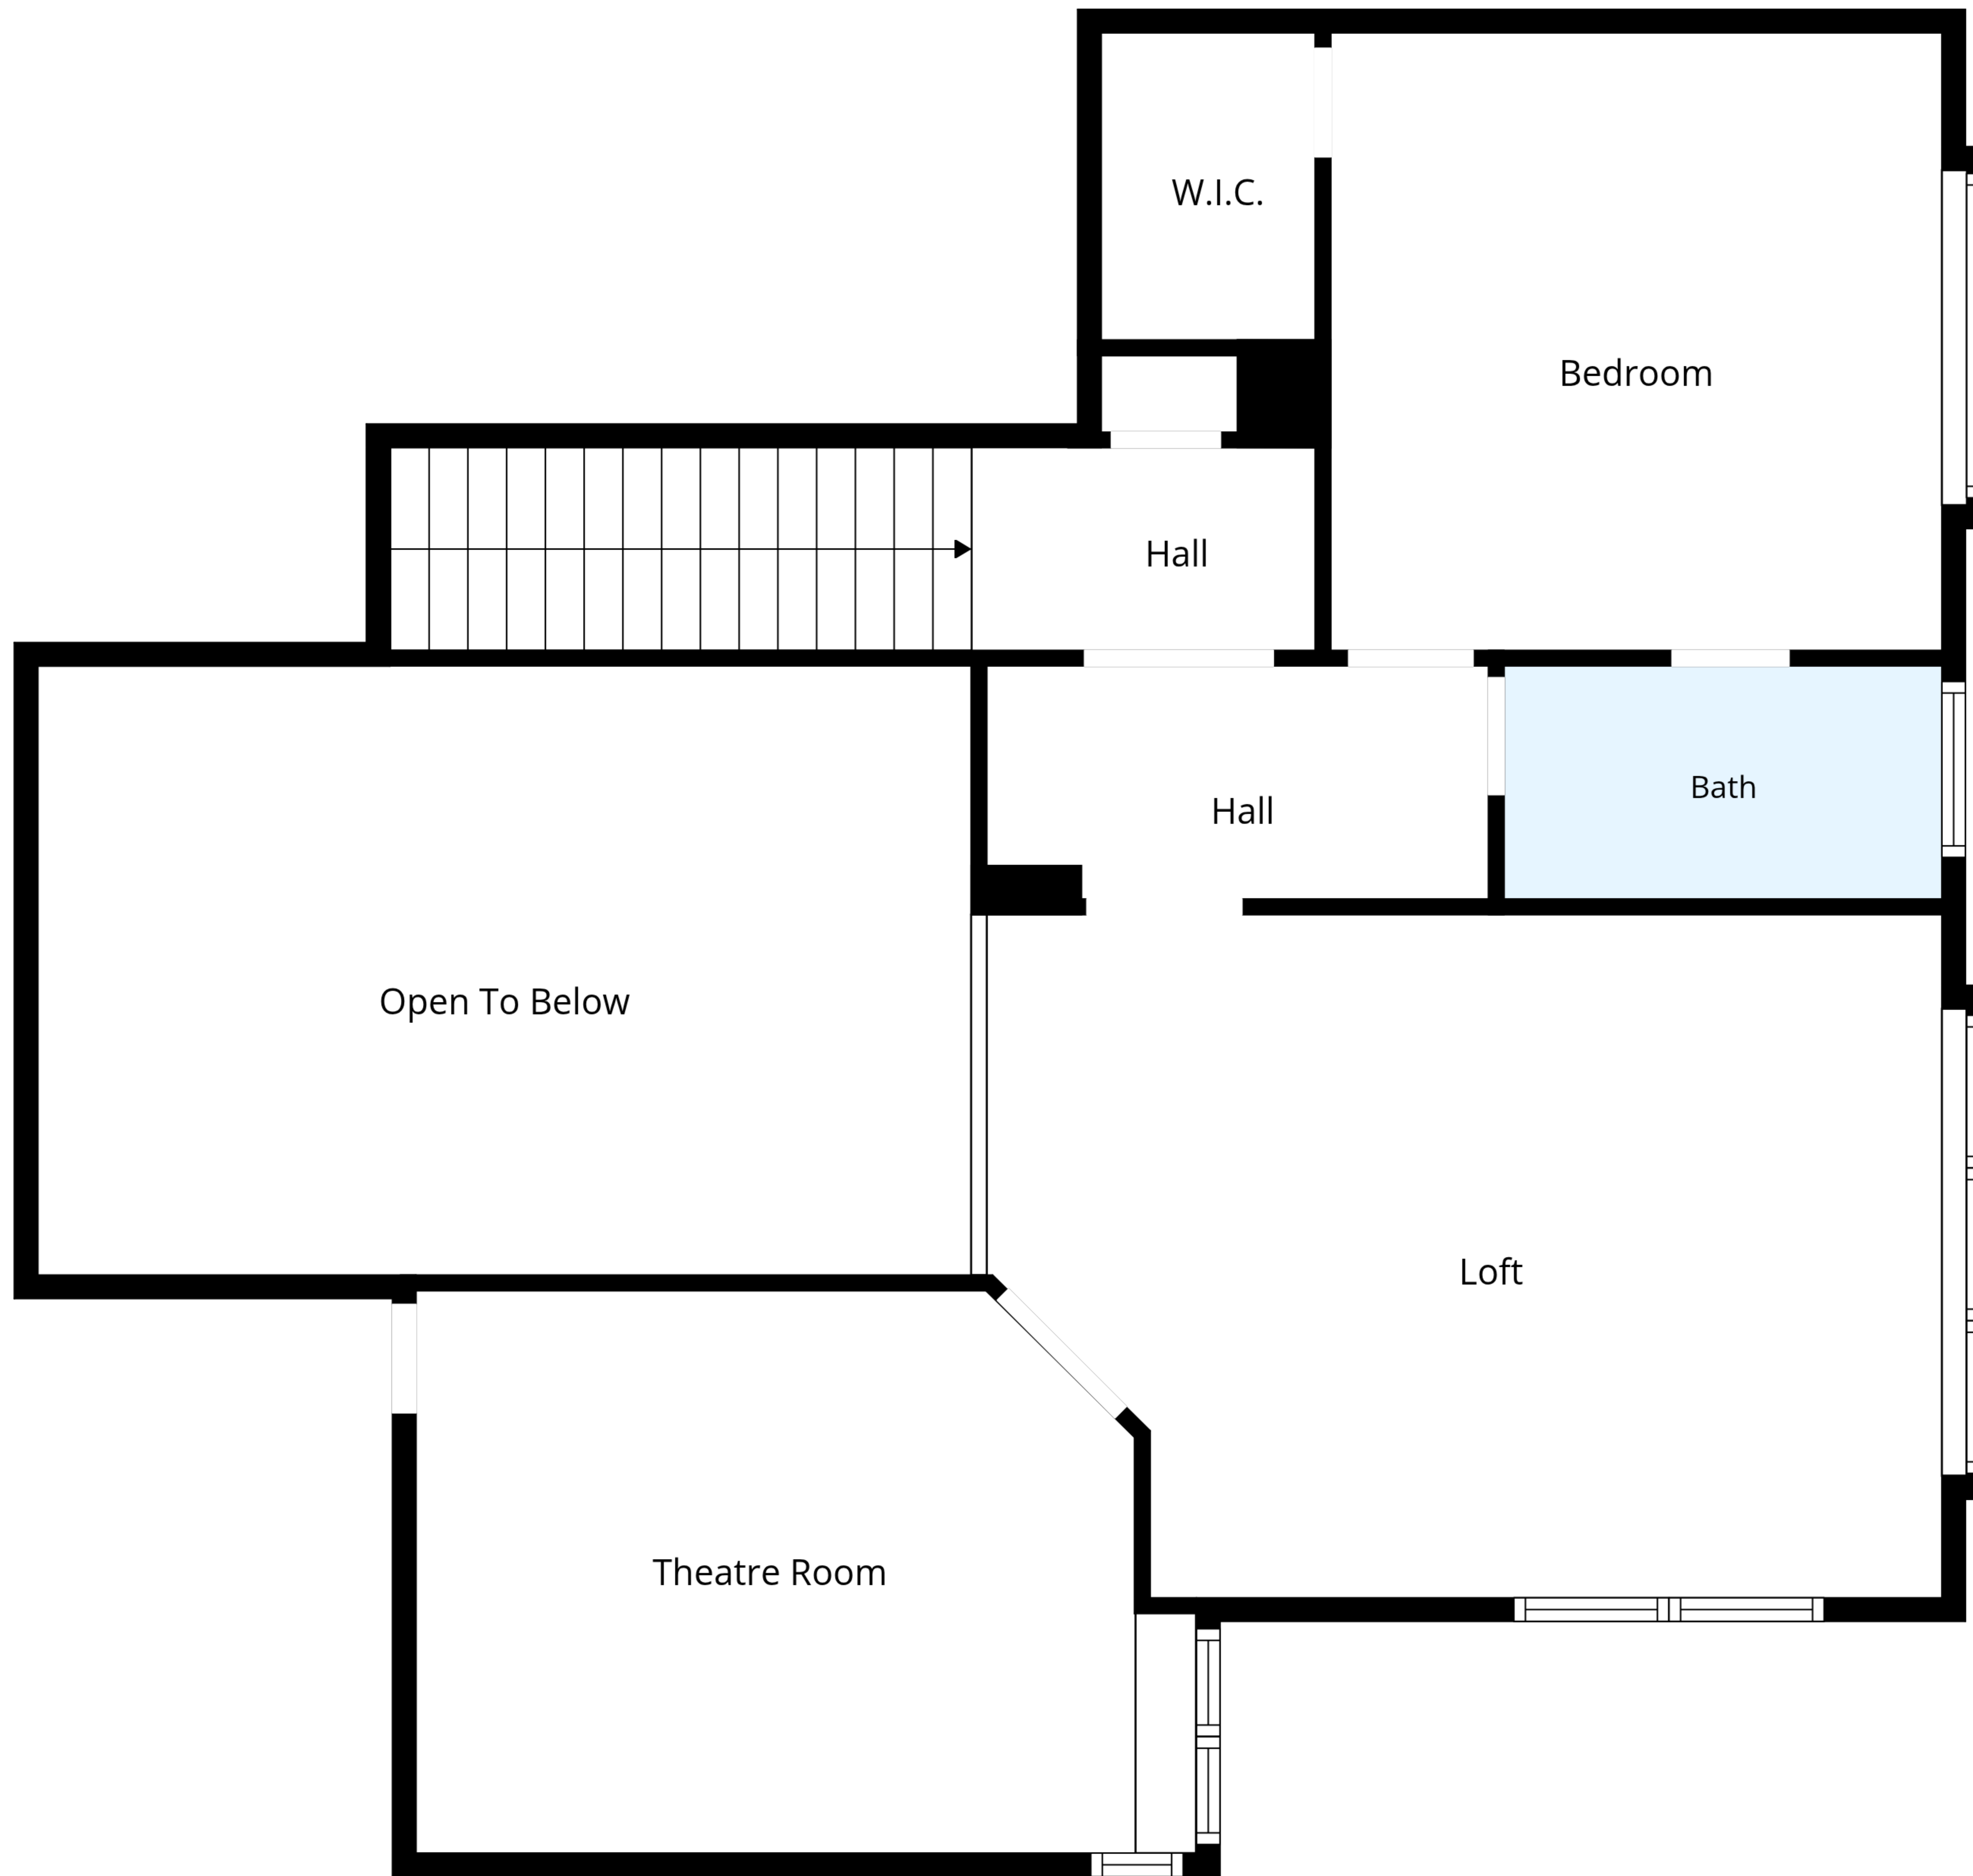 W.I.C.
Bedroom
Hall
Bath
Hall
Open To Below
Loft
Theatre Room